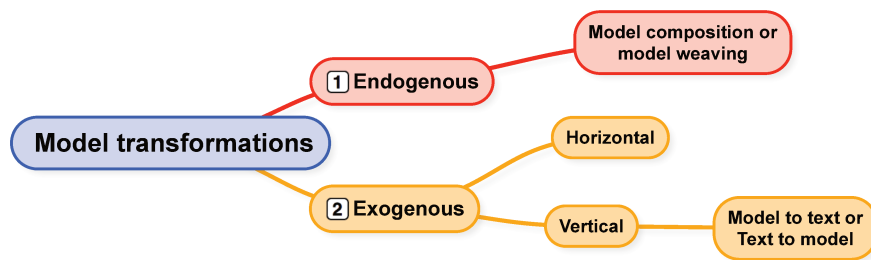 Model transformations
1 Endogenous
Model composition or
model weaving
2 Exogenous
Horizontal
Vertical
Model to text or
Text to model